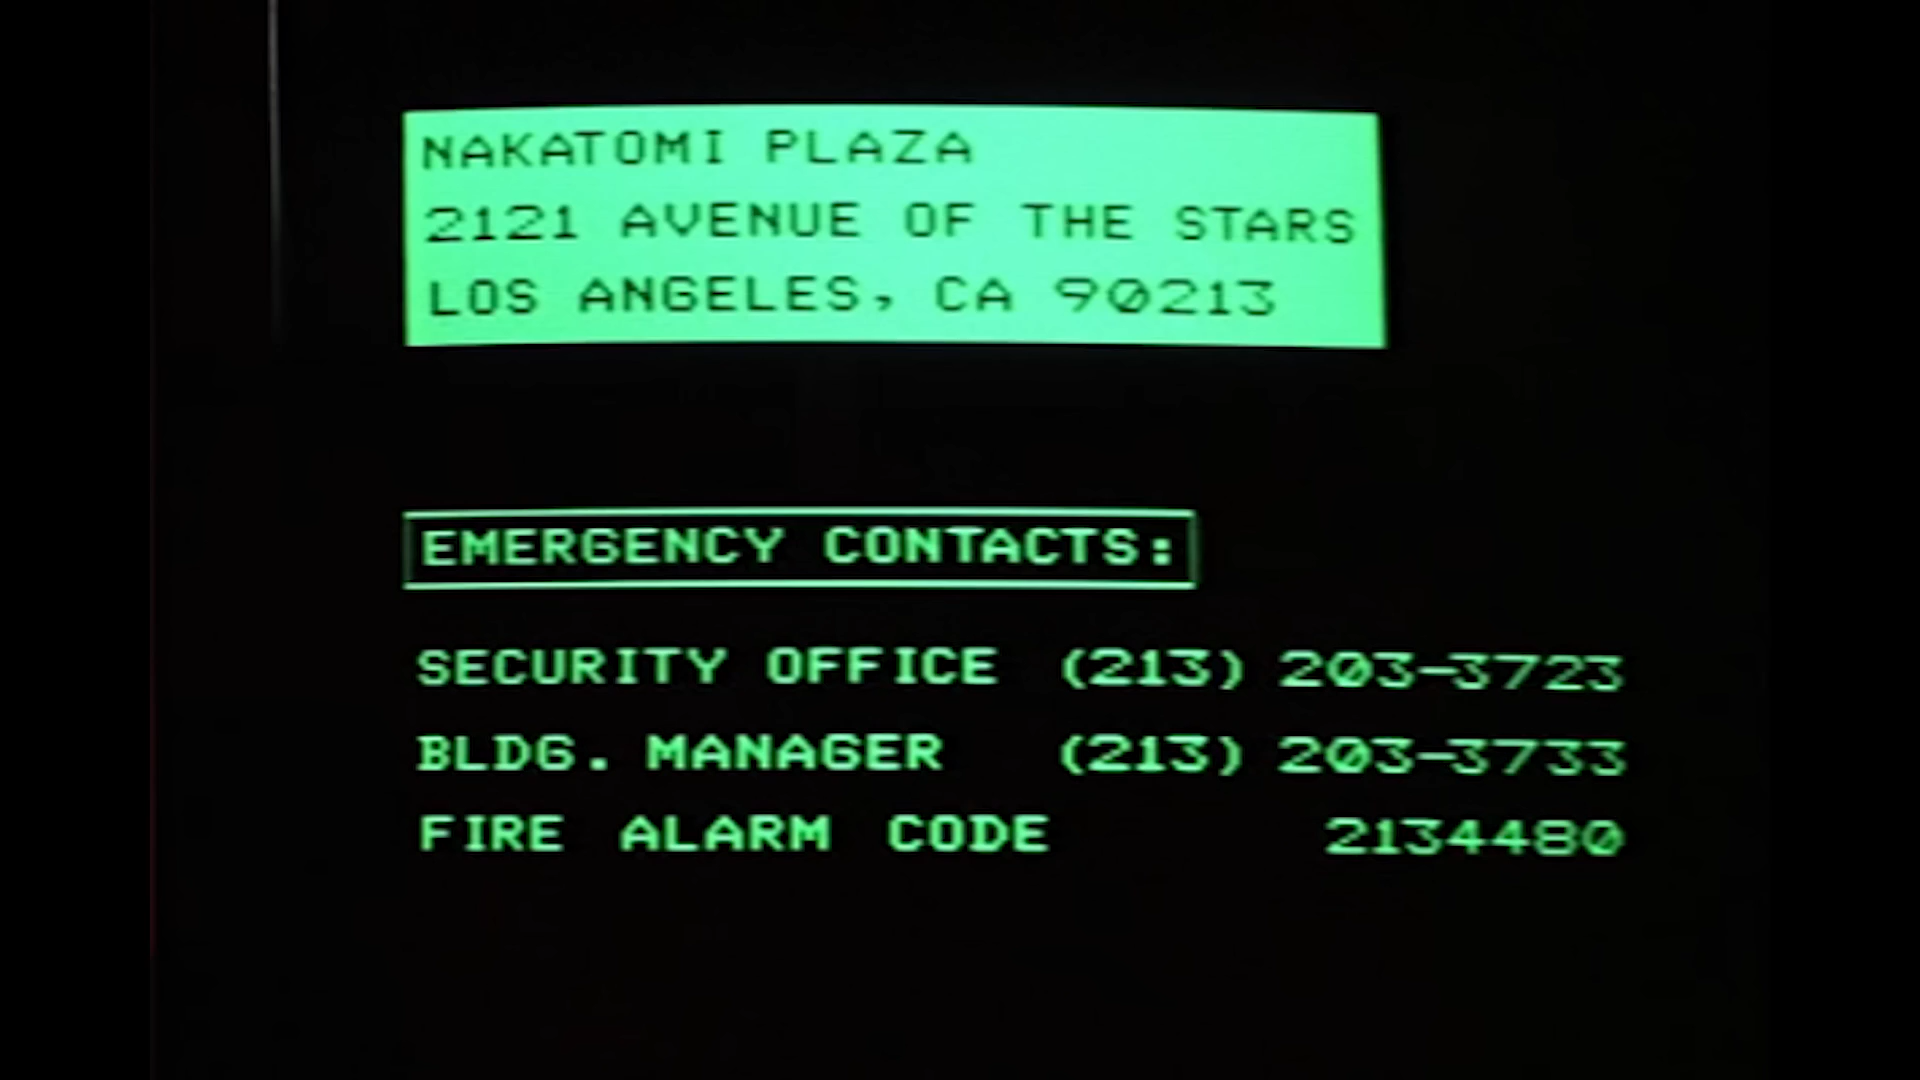 NAKATOMI PLAZA
2121 AVENUE OF THE STARS
LOS ANGELES, CA 90213
EMERGENCY CONTACTS:
SECURITY OFFICE (213) 203-3723
BLDG. MANAGER (213) 203-3733
FIRE ALARM CODE 2134480